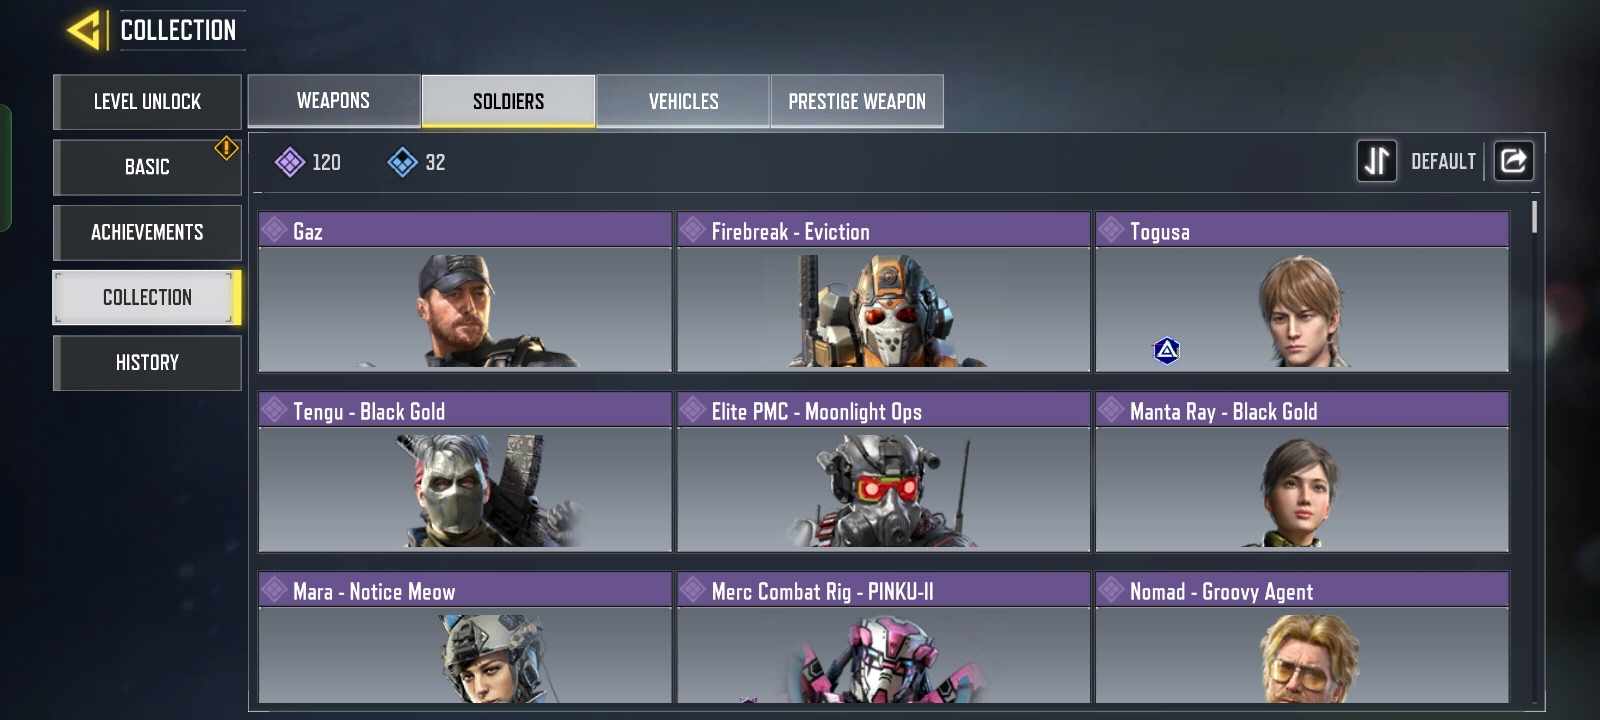 COLLECTION
LEVEL UNLOCK
BASIC
ACHIEVEMENTS
COLLECTION
HISTORY
WEAPONS
SOLDIERS
VEHICLES
PRESTIGE WEAPON
120
32
DEFAULT
Gaz
Firebreak - Eviction
Togusa
Tengu - Black Gold
Elite PMC - Moonlight Ops
Manta Ray - Black Gold
Mara - Notice Meow
Merc Combat Rig - PINKU-II
Nomad - Groovy Agent